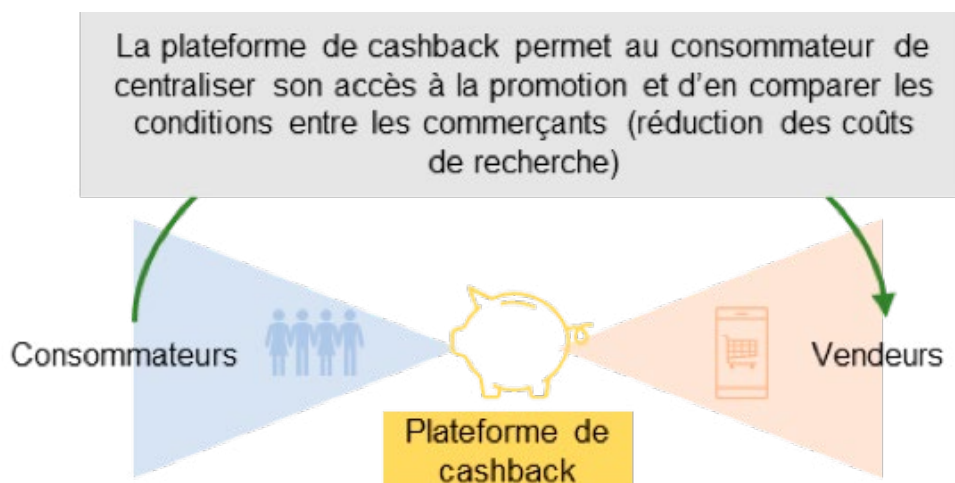 La plateforme de cashback permet au consommateur de
centraliser son accès à la promotion et d'en comparer les
conditions entre les commerçants (réduction des coûts
de recherche)
Consommateurs
Vendeurs
Plateforme de
cashback